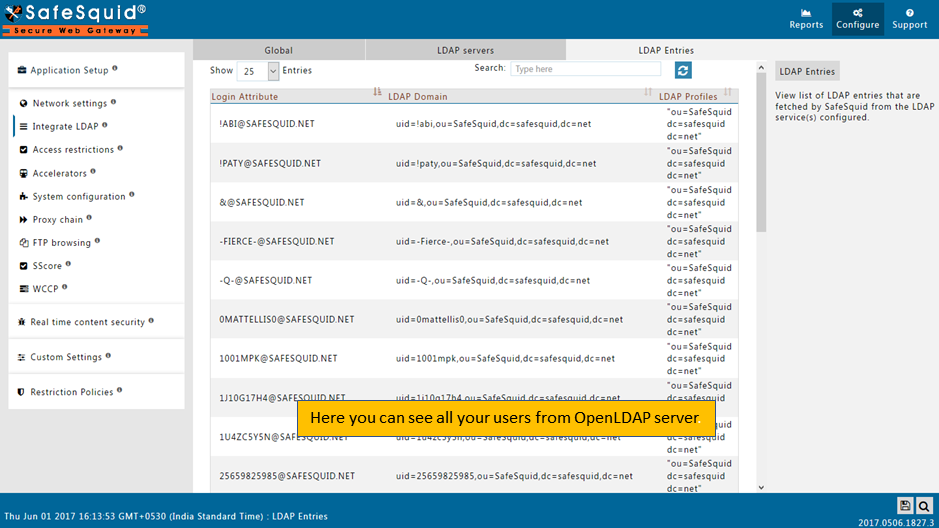 SafeSquid®
Secure Web Gateway
Reports
Configure
Support
Application Setup
Network settings
Integrate LDAP
Access restrictions
Accelerators
System configuration
Proxy chain
FTP browsing
SScore
WCCP
Real time content security
Custom Settings
Restriction Policies
Global
LDAP servers
LDAP Entries
Show 25 Entries
Search: Type here
Login Attribute
LDAP Domain
LDAP Profiles
!ABI@SAFESQUID.NET
uid=!abi,ou=SafeSquid,dc=safesquid,dc=net
"ou=SafeSquid
dc=safesquid
dc=net"
!PATY@SAFESQUID.NET
uid=!paty,ou=SafeSquid,dc=safesquid,dc=net
"ou=SafeSquid
dc=safesquid
dc=net"
&@SAFESQUID.NET
uid=&,ou=SafeSquid,dc=safesquid,dc=net
"ou=SafeSquid
dc=safesquid
dc=net"
-FIERCE-@SAFESQUID.NET
uid=-Fierce-,ou=SafeSquid,dc=safesquid,dc=net
"ou=SafeSquid
dc=safesquid
dc=net"
-Q-@SAFESQUID.NET
uid=-Q-,ou=SafeSquid,dc=safesquid,dc=net
"ou=SafeSquid
dc=safesquid
dc=net"
0MATTELLIS0@SAFESQUID.NET
uid=0mattellis0,ou=SafeSquid,dc=safesquid,dc=net
"ou=SafeSquid
dc=safesquid
dc=net"
1001MPK@SAFESQUID.NET
uid=1001mpk,ou=SafeSquid,dc=safesquid,dc=net
"ou=SafeSquid
dc=safesquid
dc=net"
1J10G17H4@SAFESQUID.NET
uid=1j10g17h4,ou=SafeSquid,dc=safesquid,dc=net
"ou=SafeSquid
dc=safesquid
dc=net"
Here you can see all your users from OpenLDAP server
1U4ZC5Y5N@SAFESQUID.NET
uid=1u4zc5y5n,ou=SafeSquid,dc=safesquid,dc=net
"ou=SafeSquid
dc=safesquid
dc=net"
25659825985@SAFESQUID.NET
uid=25659825985,ou=SafeSquid,dc=safesquid,dc=net
"ou=SafeSquid
dc=safesquid
dc=net"
LDAP Entries
View list of LDAP entries that are
fetched by SafeSquid from the LDAP
service(s) configured.
Thu Jun 01 2017 16:13:53 GMT+0530 (India Standard Time) : LDAP Entries
2017.0506.1827.3